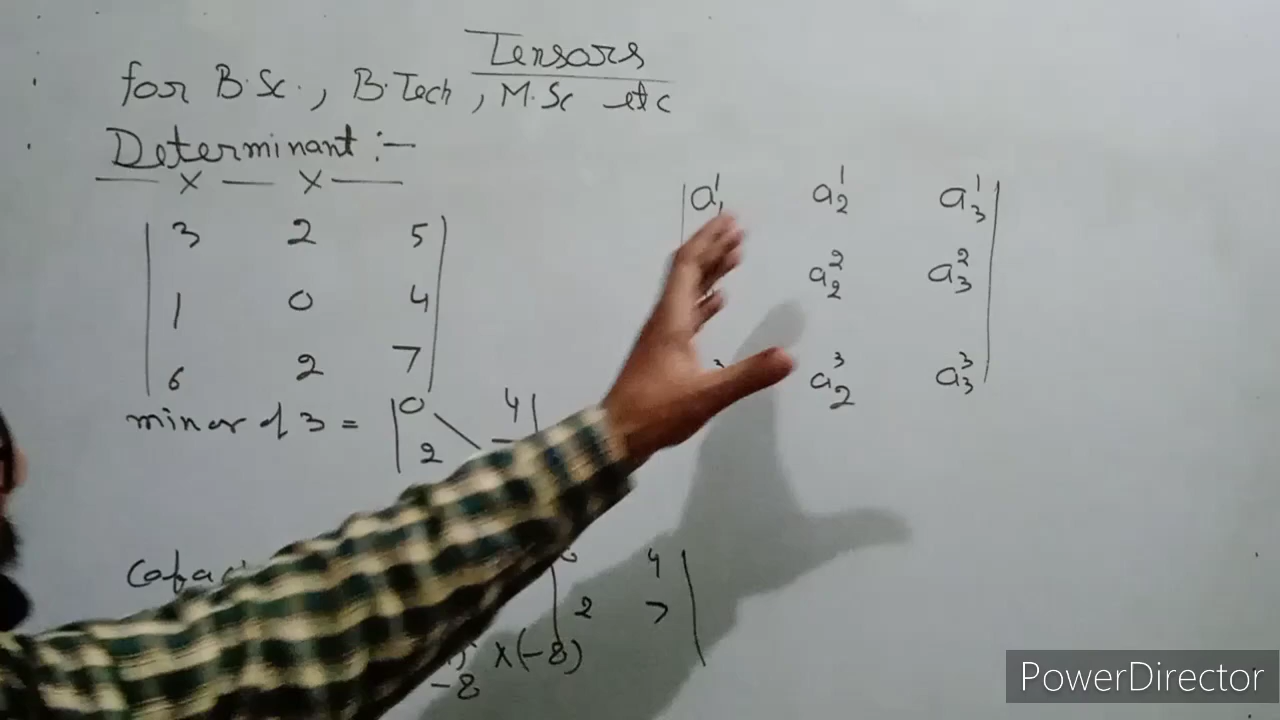 Tensors
for B.Sc., B.Tech, M.Sc etc
Determinant :-
3 2 5
1 0 4
6 2 7
minor of 3 = 0 4
2
4
2 7
×(-8)
-8
a¹₁ a¹₂ a¹₃
a²₂ a²₃
a³₂ a³₃
PowerDirector